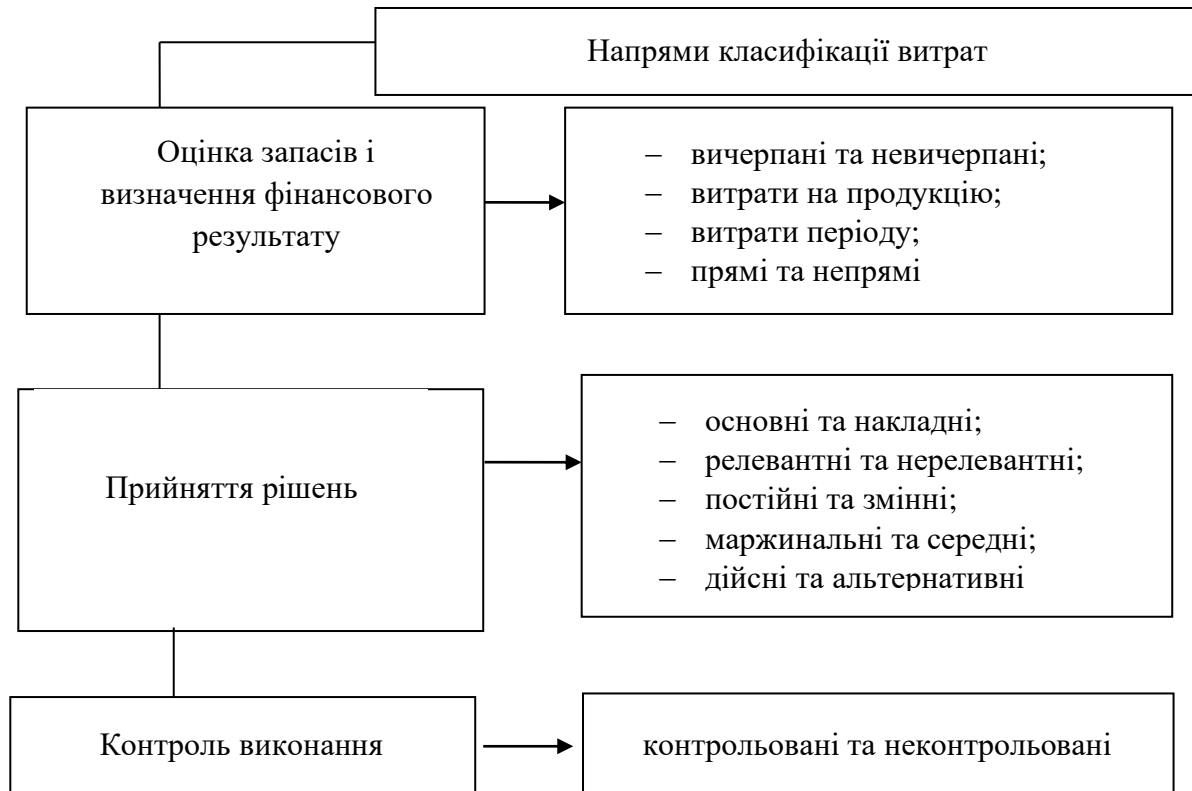 Напрями класифікації витрат
Оцінка запасів і
визначення фінансового
результату
– вичерпані та невичерпані;
– витрати на продукцію;
– витрати періоду;
– прямі та непрямі
Прийняття рішень
– основні та накладні;
– релевантні та нерелевантні;
– постійні та змінні;
– маржинальні та середні;
– дійсні та альтернативні
Контроль виконання
контрольовані та неконтрольовані